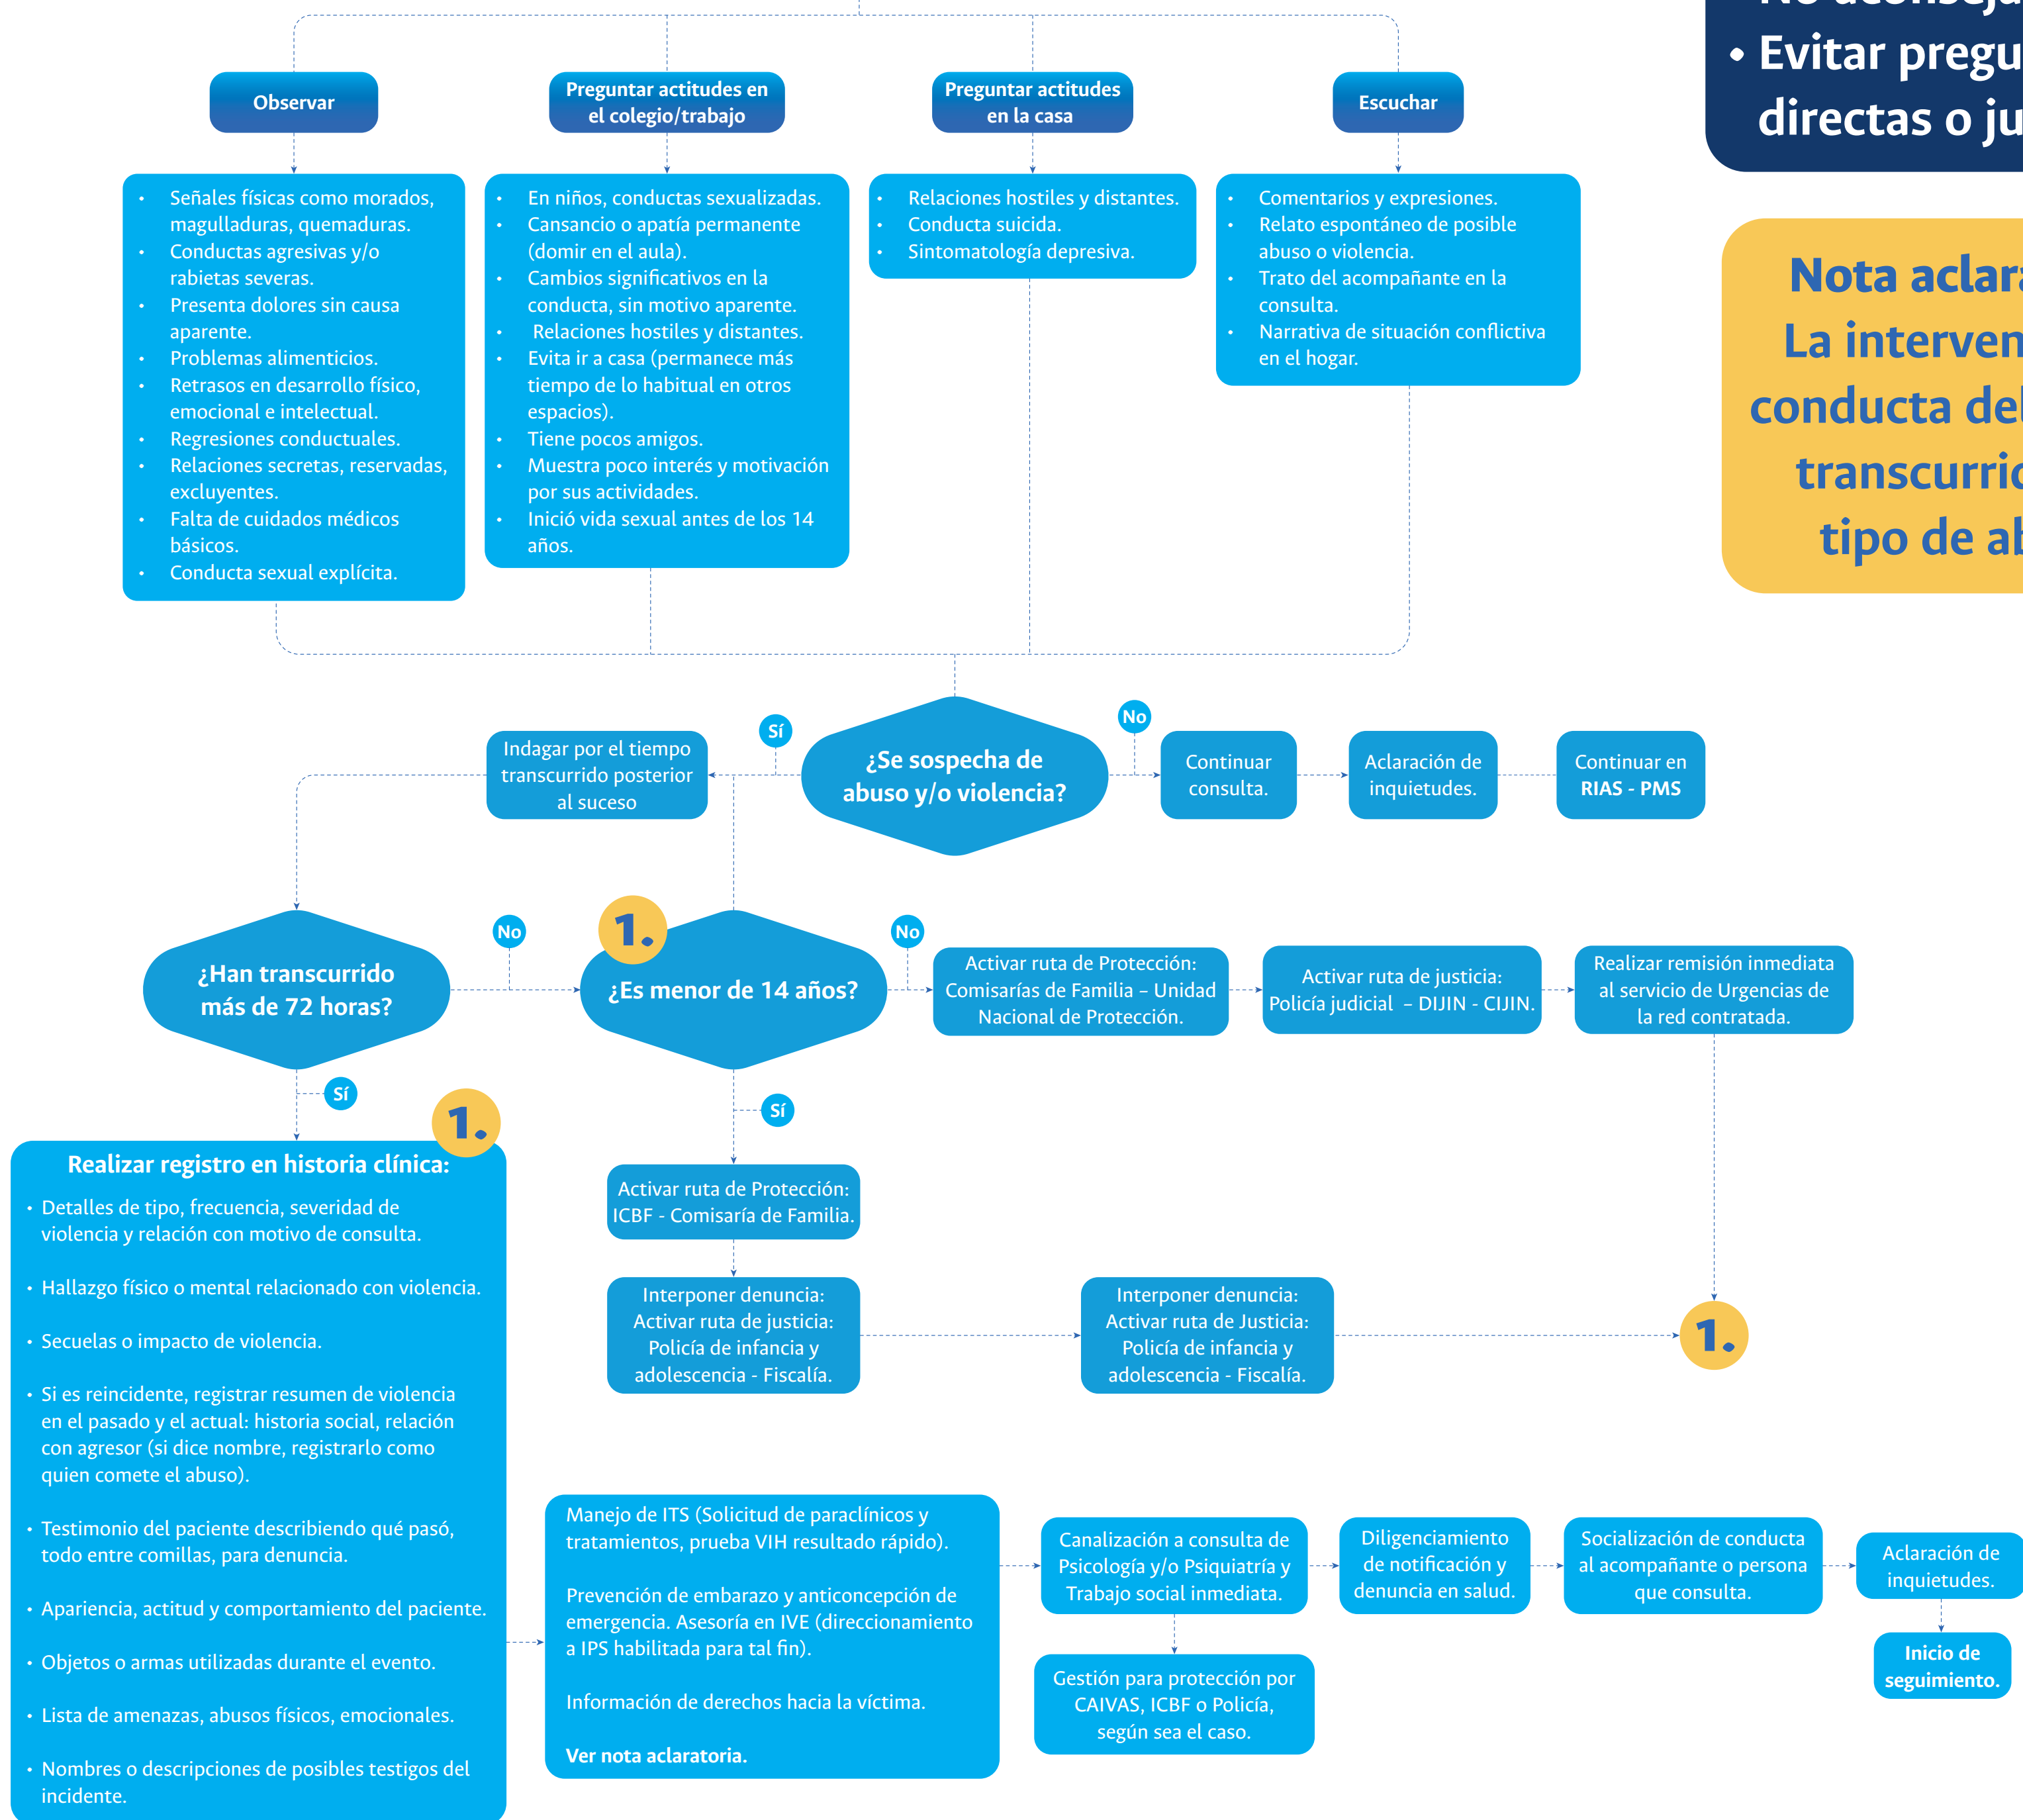 Observar
Preguntar actitudes en
el colegio/trabajo
Preguntar actitudes
en la casa
Escuchar
• Señales físicas como morados,
magulladuras, quemaduras.
• Conductas agresivas y/o
rabietas severas.
• Presenta dolores sin causa
aparente.
• Problemas alimenticios.
• Retrasos en desarrollo físico,
emocional e intelectual.
• Regresiones conductuales.
• Relaciones secretas, reservadas,
excluyentes.
• Falta de cuidados médicos
básicos.
• Conducta sexual explícita.
• En niños, conductas sexualizadas.
• Cansancio o apatía permanente
(domir en el aula).
• Cambios significativos en la
conducta, sin motivo aparente.
• Relaciones hostiles y distantes.
• Evita ir a casa (permanece más
tiempo de lo habitual en otros
espacios).
• Tiene pocos amigos.
• Muestra poco interés y motivación
por sus actividades.
• Inició vida sexual antes de los 14
años.
• Relaciones hostiles y distantes.
• Conducta suicida.
• Sintomatología depresiva.
• Comentarios y expresiones.
• Relato espontáneo de posible
abuso o violencia.
• Trato del acompañante en la
consulta.
• Narrativa de situación conflictiva
en el hogar.
• Evitar
directas o
Nota
La
conducta
tipo de
¿Se sospecha de
abuso y/o violencia?
Sí
No
Indagar por el tiempo
transcurrido posterior
al suceso
Continuar
consulta.
Aclaración de
inquietudes.
Continuar en
RIAS - PMS
¿Han transcurrido
más de 72 horas?
No
Sí
1.
¿Es menor de 14 años?
No
Sí
Activar ruta de Protección:
Comisarías de Familia – Unidad
Nacional de Protección.
Activar ruta de justicia:
Policía judicial – DIJIN - CIJIN.
Realizar remisión inmediata
al servicio de Urgencias de
la red contratada.
Activar ruta de Protección:
ICBF - Comisaría de Familia.
Interponer denuncia:
Activar ruta de justicia:
Policía de infancia y
adolescencia - Fiscalía.
Interponer denuncia:
Activar ruta de Justicia:
Policía de infancia y
adolescencia - Fiscalía.
1.
1.
Realizar registro en historia clínica:
• Detalles de tipo, frecuencia, severidad de
violencia y relación con motivo de consulta.
• Hallazgo físico o mental relacionado con violencia.
• Secuelas o impacto de violencia.
• Si es reincidente, registrar resumen de violencia
en el pasado y el actual: historia social, relación
con agresor (si dice nombre, registrarlo como
quien comete el abuso).
• Testimonio del paciente describiendo qué pasó,
todo entre comillas, para denuncia.
• Apariencia, actitud y comportamiento del paciente.
• Objetos o armas utilizadas durante el evento.
• Lista de amenazas, abusos físicos, emocionales.
• Nombres o descripciones de posibles testigos del
incidente.
Manejo de ITS (Solicitud de paraclínicos y
tratamientos, prueba VIH resultado rápido).
Prevención de embarazo y anticoncepción de
emergencia. Asesoría en IVE (direccionamiento
a IPS habilitada para tal fin).
Información de derechos hacia la víctima.
Ver nota aclaratoria.
Canalización a consulta de
Psicología y/o Psiquiatría y
Trabajo social inmediata.
Gestión para protección por
CAIVAS, ICBF o Policía,
según sea el caso.
Diligenciamiento
de notificación y
denuncia en salud.
Socialización de conducta
al acompañante o persona
que consulta.
Aclaración de
inquietudes.
Inicio de
seguimiento.